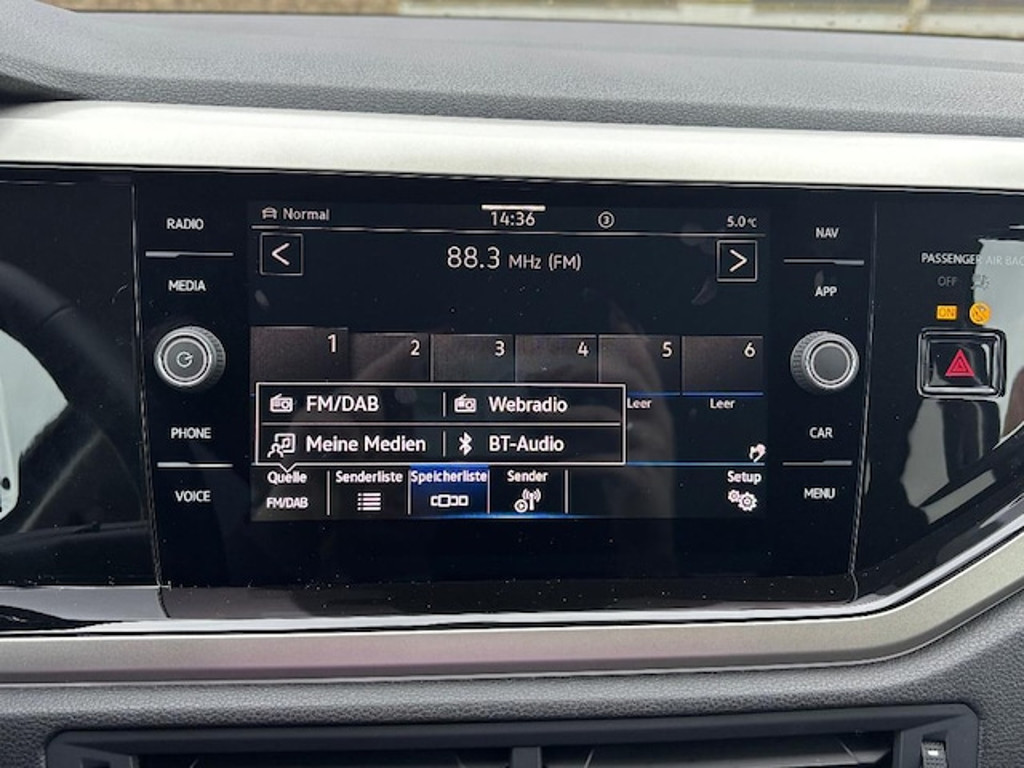 RADIO
MEDIA
PHONE
VOICE
Normal
14:36
3
5.0°C
<
88.3 MHz (FM)
>
1 2 3 4 5 6
Leer Leer
FM/DAB Webradio
Meine Medien BT-Audio
Quelle Senderliste Speicherliste Sender Setup
FM/DAB
NAV
APP
CAR
MENU
PASSENGER AIR BAG
OFF
ON